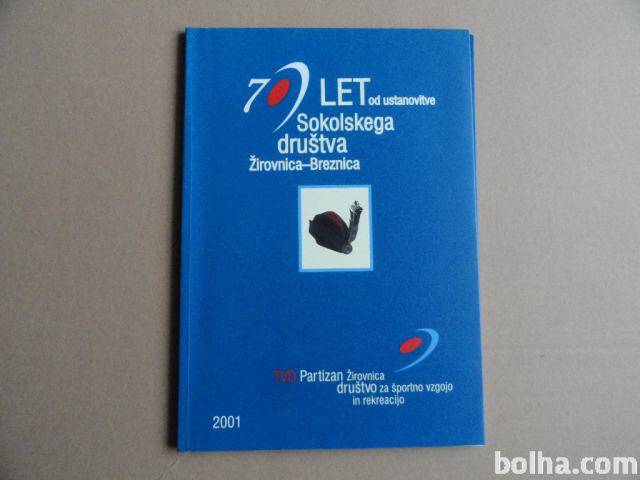 70 LET od ustanovitve
Sokolskega
društva
Žirovnica–Breznica
TVD Partizan Žirovnica
društvo za športno vzgojo
in rekreacijo
2001
bolha.com